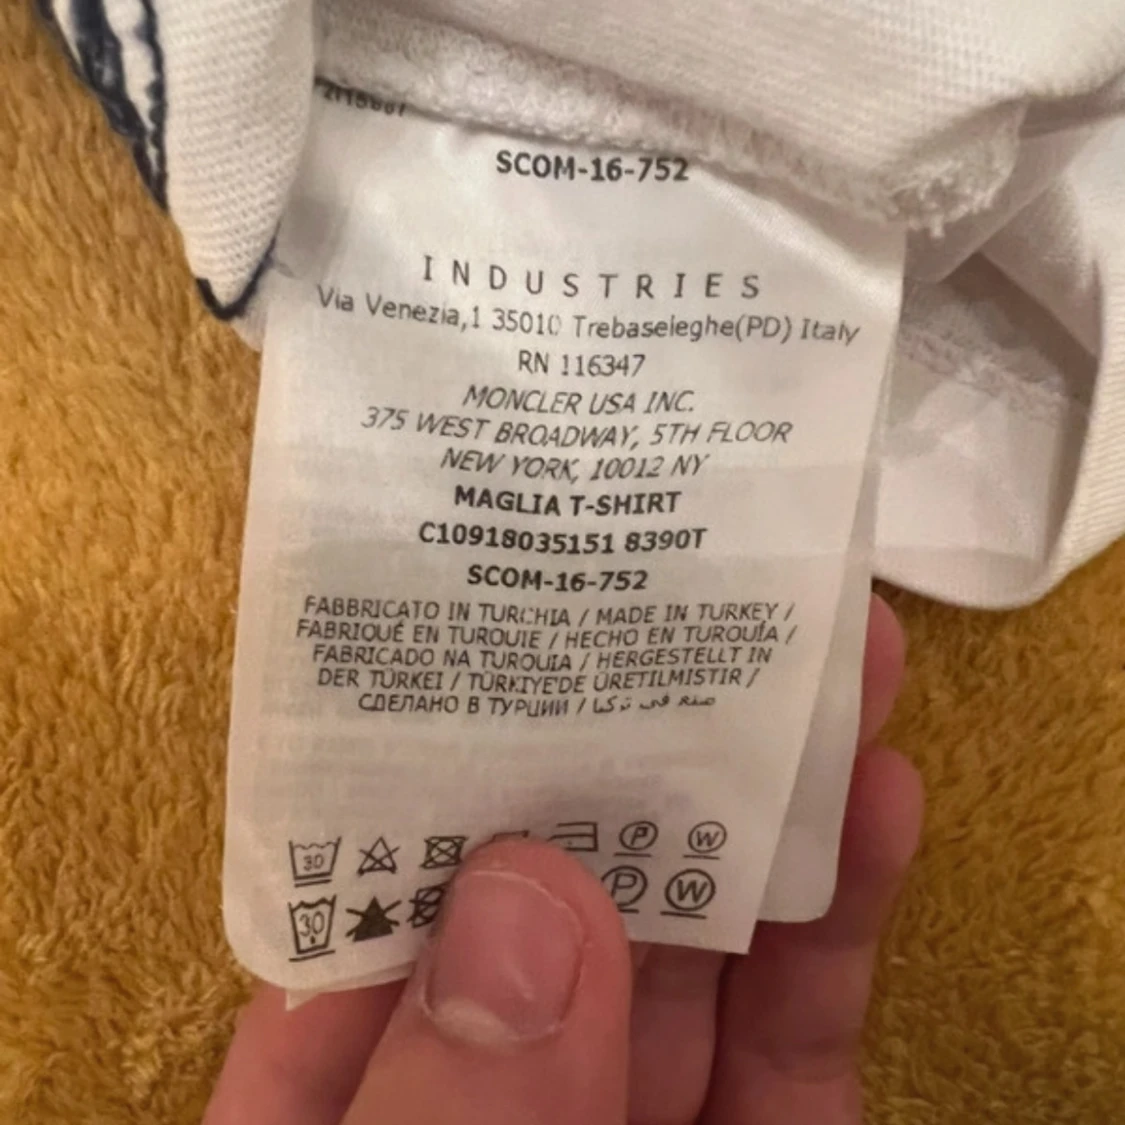 SCOM-16-752
INDUSTRIES
Via Venezia,1 35010 Trebaseleghe(PD) Italy
RN 116347
MONCLER USA INC.
375 WEST BROADWAY, 5TH FLOOR
NEW YORK, 10012 NY
MAGLIA T-SHIRT
C10918035151 8390T
SCOM-16-752
FABBRICATO IN TURCHIA / MADE IN TURKEY /
FABRIQUÉ EN TURQUIE / HECHO EN TURQUÍA /
FABRICADO NA TURQUIA / HERGESTELLT IN
DER TÜRKEI / TÜRKIYE'DE ÜRETILMISTIR /
СДЕЛАНО В ТУРЦИИ / صنع في تركيا
30 P W
30 P W